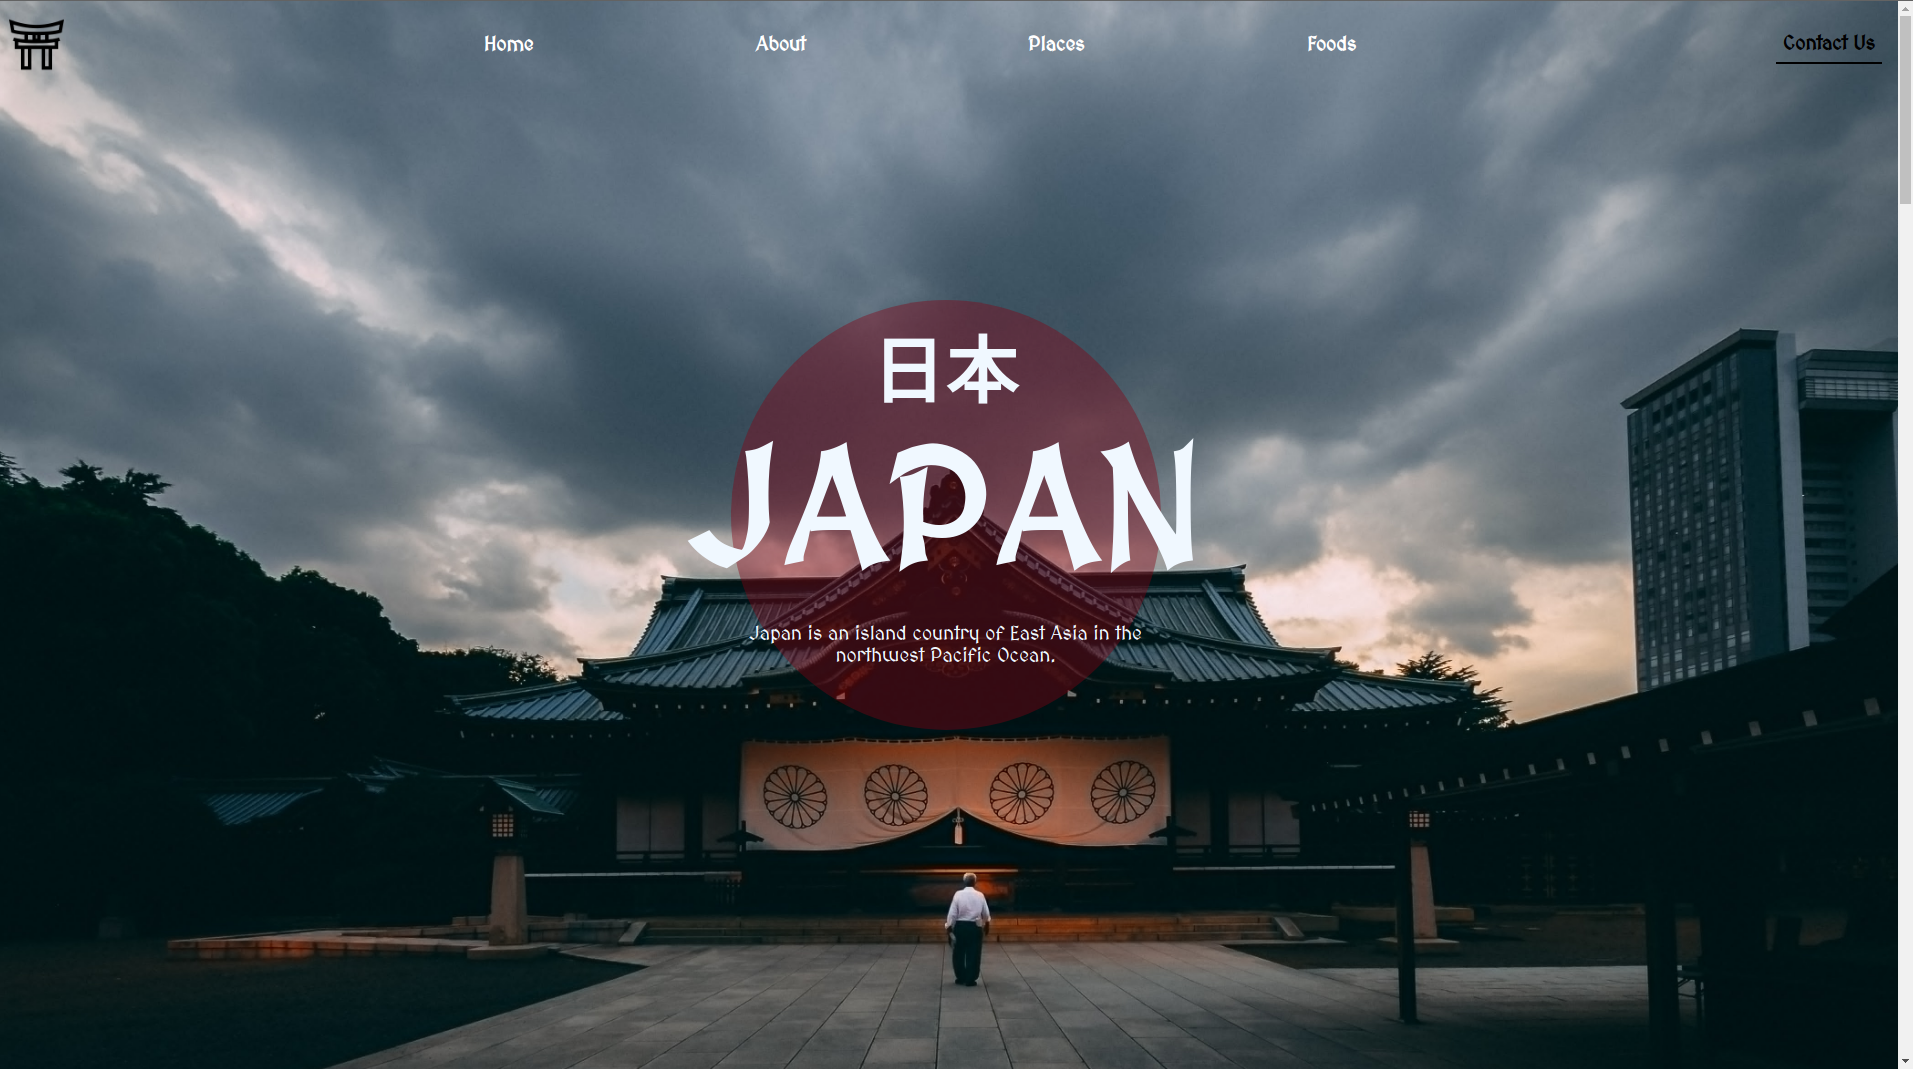 Home
About
Places
Foods
Contact Us
日本
JAPAN
Japan is an island country of East Asia in the
northwest Pacific Ocean.